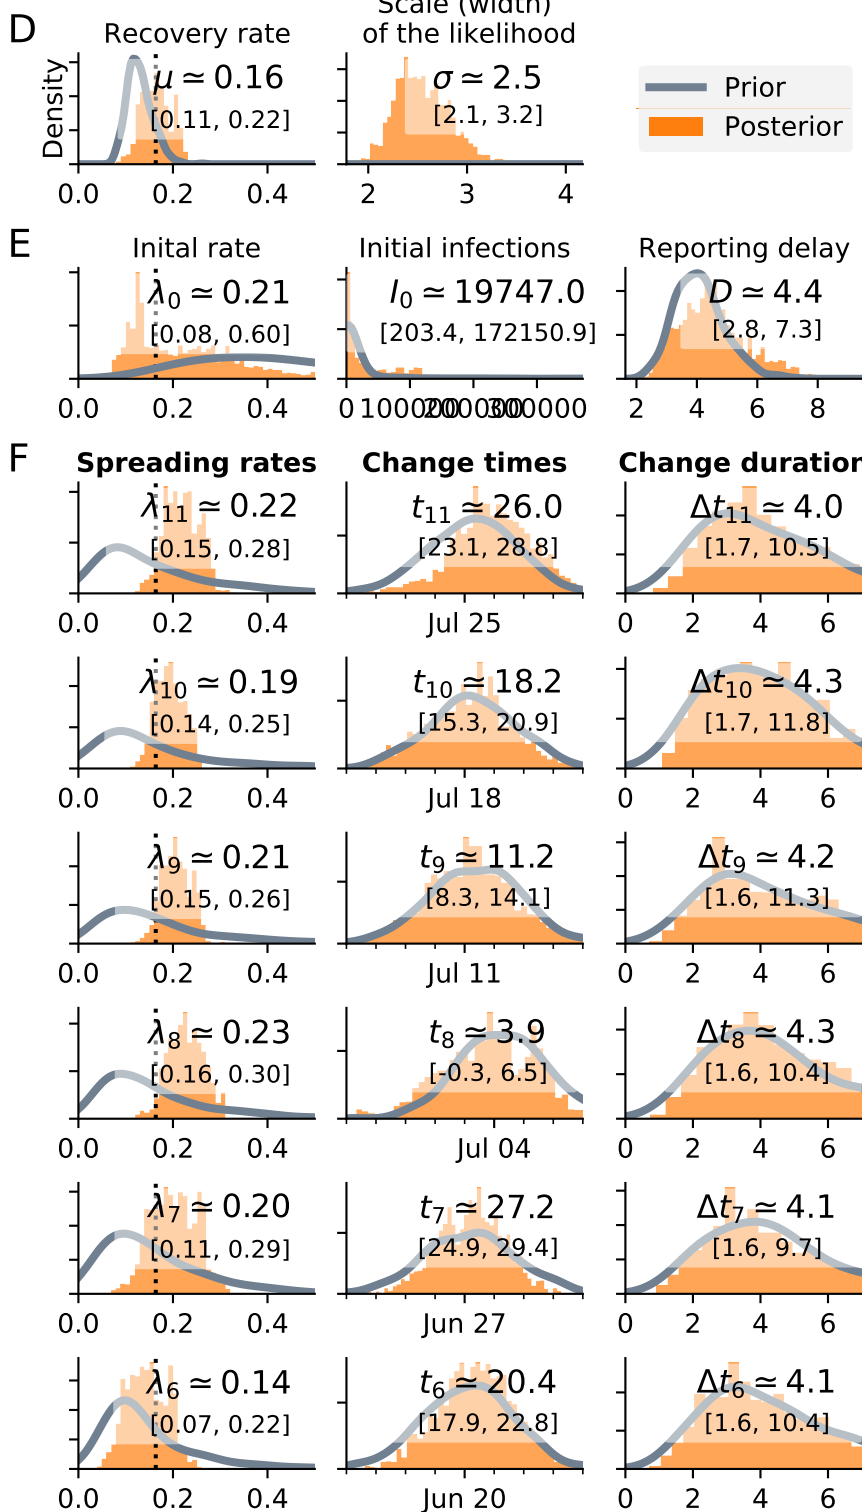 D
Scale (width)
Recovery rate
of the likelihood
Density
μ ≃ 0.16
[0.11, 0.22]
σ ≃ 2.5
[2.1, 3.2]
Prior
Posterior
0.0 0.2 0.4
2 3 4
E
Inital rate
Initial infections
Reporting delay
λ0 ≃ 0.21
[0.08, 0.60]
I0 ≃ 19747.0
[203.4, 172150.9]
D ≃ 4.4
[2.8, 7.3]
0.0 0.2 0.4
0 100000 200000 300000
2 4 6 8
F
Spreading rates
Change times
Change duration
λ11 ≃ 0.22
[0.15, 0.28]
t11 ≃ 26.0
[23.1, 28.8]
Δt11 ≃ 4.0
[1.7, 10.5]
0.0 0.2 0.4
Jul 25
0 2 4 6
λ10 ≃ 0.19
[0.14, 0.25]
t10 ≃ 18.2
[15.3, 20.9]
Δt10 ≃ 4.3
[1.7, 11.8]
0.0 0.2 0.4
Jul 18
0 2 4 6
λ9 ≃ 0.21
[0.15, 0.26]
t9 ≃ 11.2
[8.3, 14.1]
Δt9 ≃ 4.2
[1.6, 11.3]
0.0 0.2 0.4
Jul 11
0 2 4 6
λ8 ≃ 0.23
[0.16, 0.30]
t8 ≃ 3.9
[-0.3, 6.5]
Δt8 ≃ 4.3
[1.6, 10.4]
0.0 0.2 0.4
Jul 04
0 2 4 6
λ7 ≃ 0.20
[0.11, 0.29]
t7 ≃ 27.2
[24.9, 29.4]
Δt7 ≃ 4.1
[1.6, 9.7]
0.0 0.2 0.4
Jun 27
0 2 4 6
λ6 ≃ 0.14
[0.07, 0.22]
t6 ≃ 20.4
[17.9, 22.8]
Δt6 ≃ 4.1
[1.6, 10.4]
0.0 0.2 0.4
Jun 20
0 2 4 6